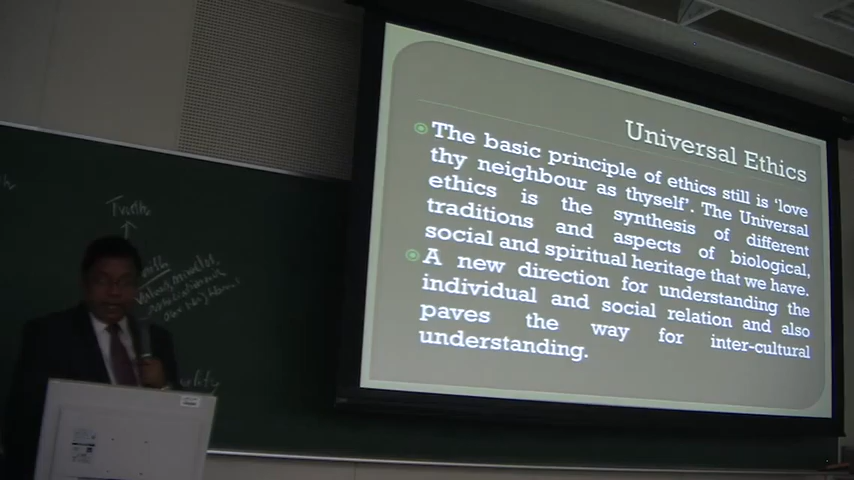 Universal Ethics
The basic principle of ethics still is ‘love
thy neighbour as thyself’. The Universal
ethics is the synthesis of different
traditions and aspects of biological,
social and spiritual heritage that we have.
A new direction for understanding the
individual and social relation and also
paves the way for inter-cultural
understanding.
Truth